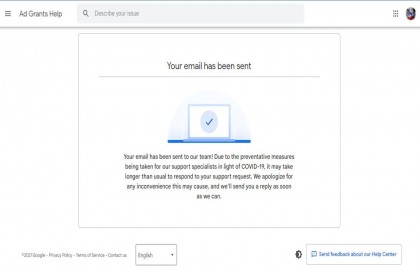 Ad Grants Help
Describe your issue
Your email has been sent
Your email has been sent to our team! Due to the preventative measures
being taken for our support specialists in light of COVID-19, it may take
longer than usual to respond to your support request. We apologize for
any inconvenience this may cause, and we'll send you a reply as soon
as we can.
©2021 Google - Privacy Policy - Terms of Service - Contact us
English
Send feedback about our Help Center